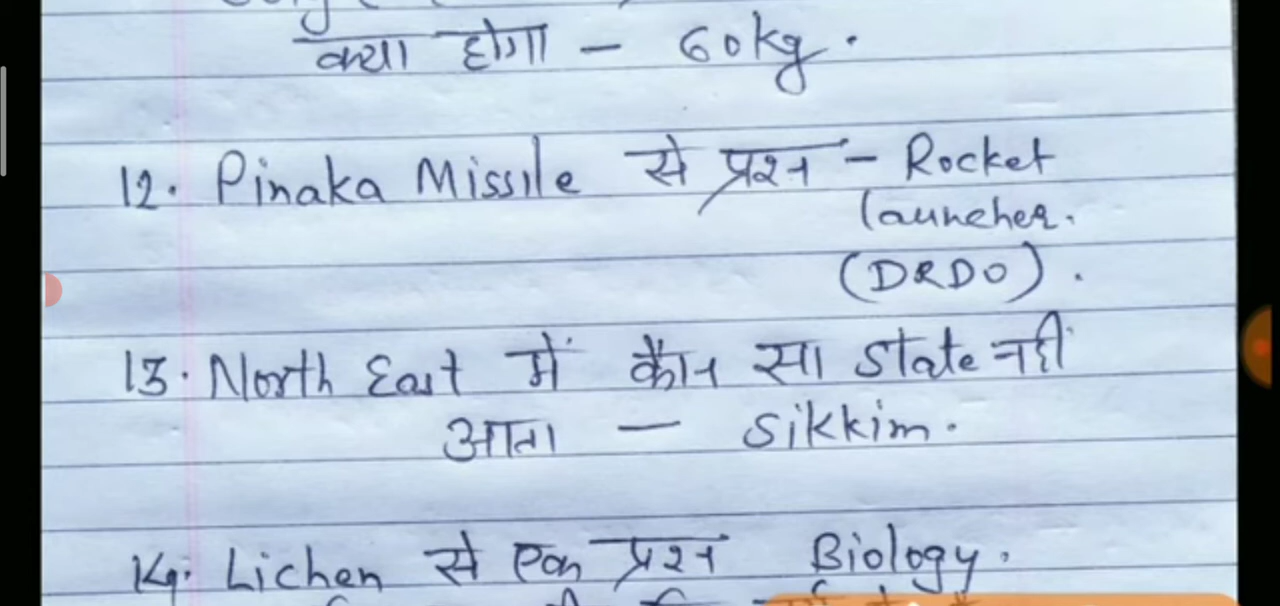 क्या होगा - 60kg.
12. Pinaka Missile से प्रश्न - Rocket
launcher.
(DRDO).
13. North East में कौन सा state नहीं
आता - Sikkim.
14. Lichen से एक प्रश्न Biology.